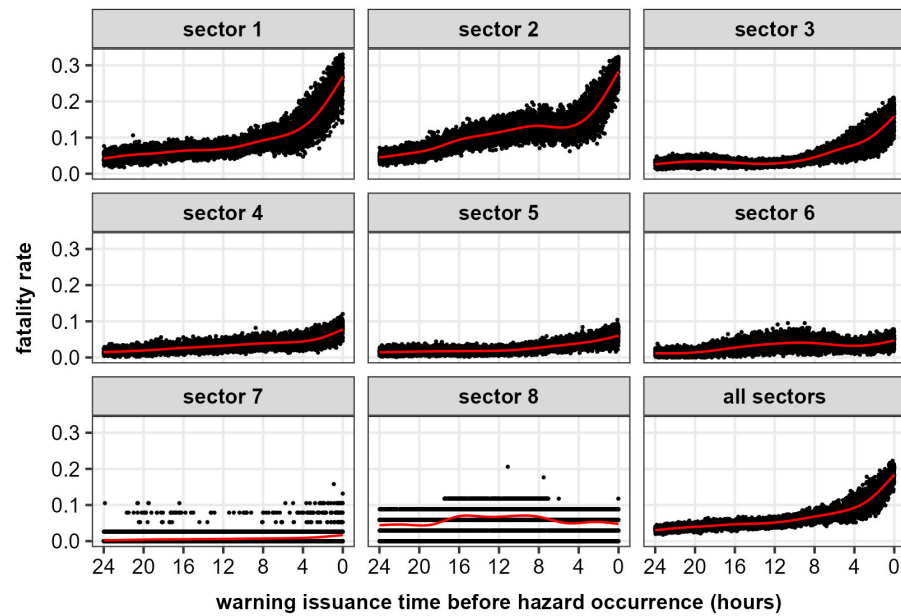 sector 1 sector 2 sector 3
0.3
0.2
0.1
0.0
sector 4 sector 5 sector 6
0.3
0.2
0.1
0.0
sector 7 sector 8 all sectors
0.3
0.2
0.1
0.0
24 20 16 12 8 4 0 24 20 16 12 8 4 0 24 20 16 12 8 4 0
fatality rate
warning issuance time before hazard occurrence (hours)